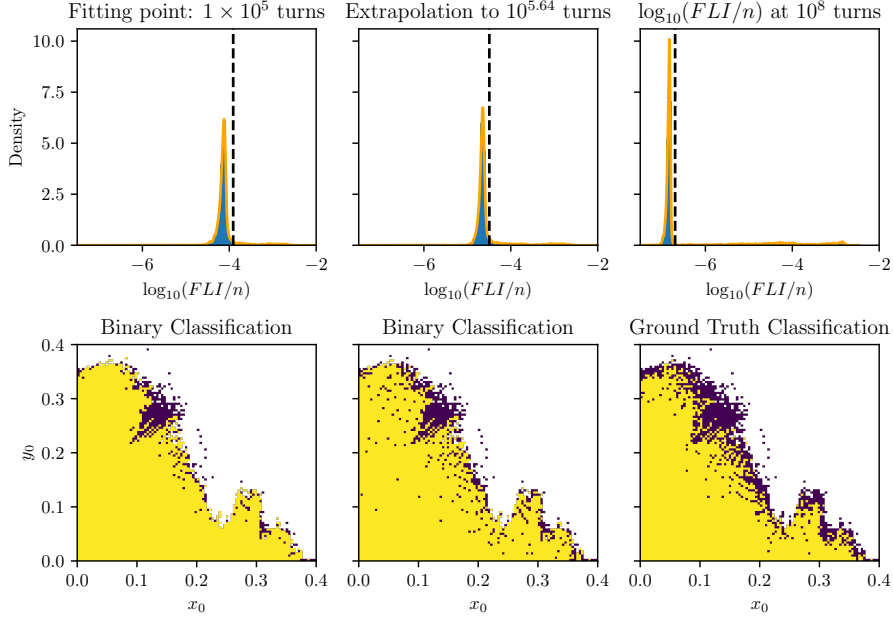 Fitting point: 1 × 10^5 turns
Extrapolation to 10^5.64
log10(FLI/n) at 10^8 turns
10.0
7.5
5.0
2.5
0.0
Density
−6 −4 −2
−6 −4 −2
−6 −4 −2
log10(FLI/n)
log10(FLI/n)
log10(FLI/n)
Binary Classification
Binary Classification
Ground Truth Classification
0.4
0.3
0.2
0.1
0.0
y0
0.0 0.1 0.2 0.3 0.4
0.0 0.1 0.2 0.3 0.4
0.0 0.1 0.2 0.3 0.4
x0
x0
x0